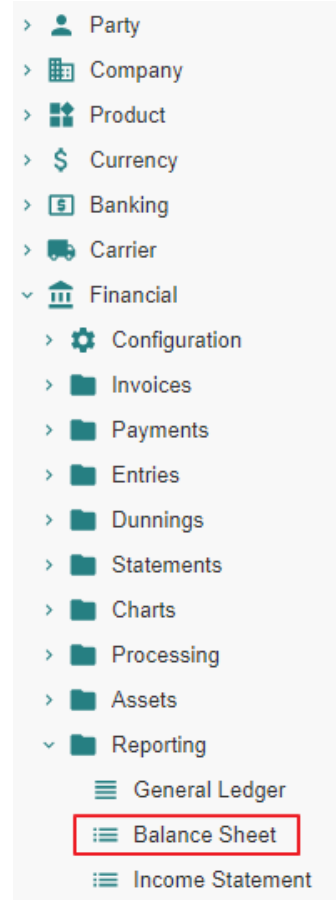 Party
Company
Product
Currency
Banking
Carrier
Financial
Configuration
Invoices
Payments
Entries
Dunnings
Statements
Charts
Processing
Assets
Reporting
General Ledger
Balance Sheet
Income Statement